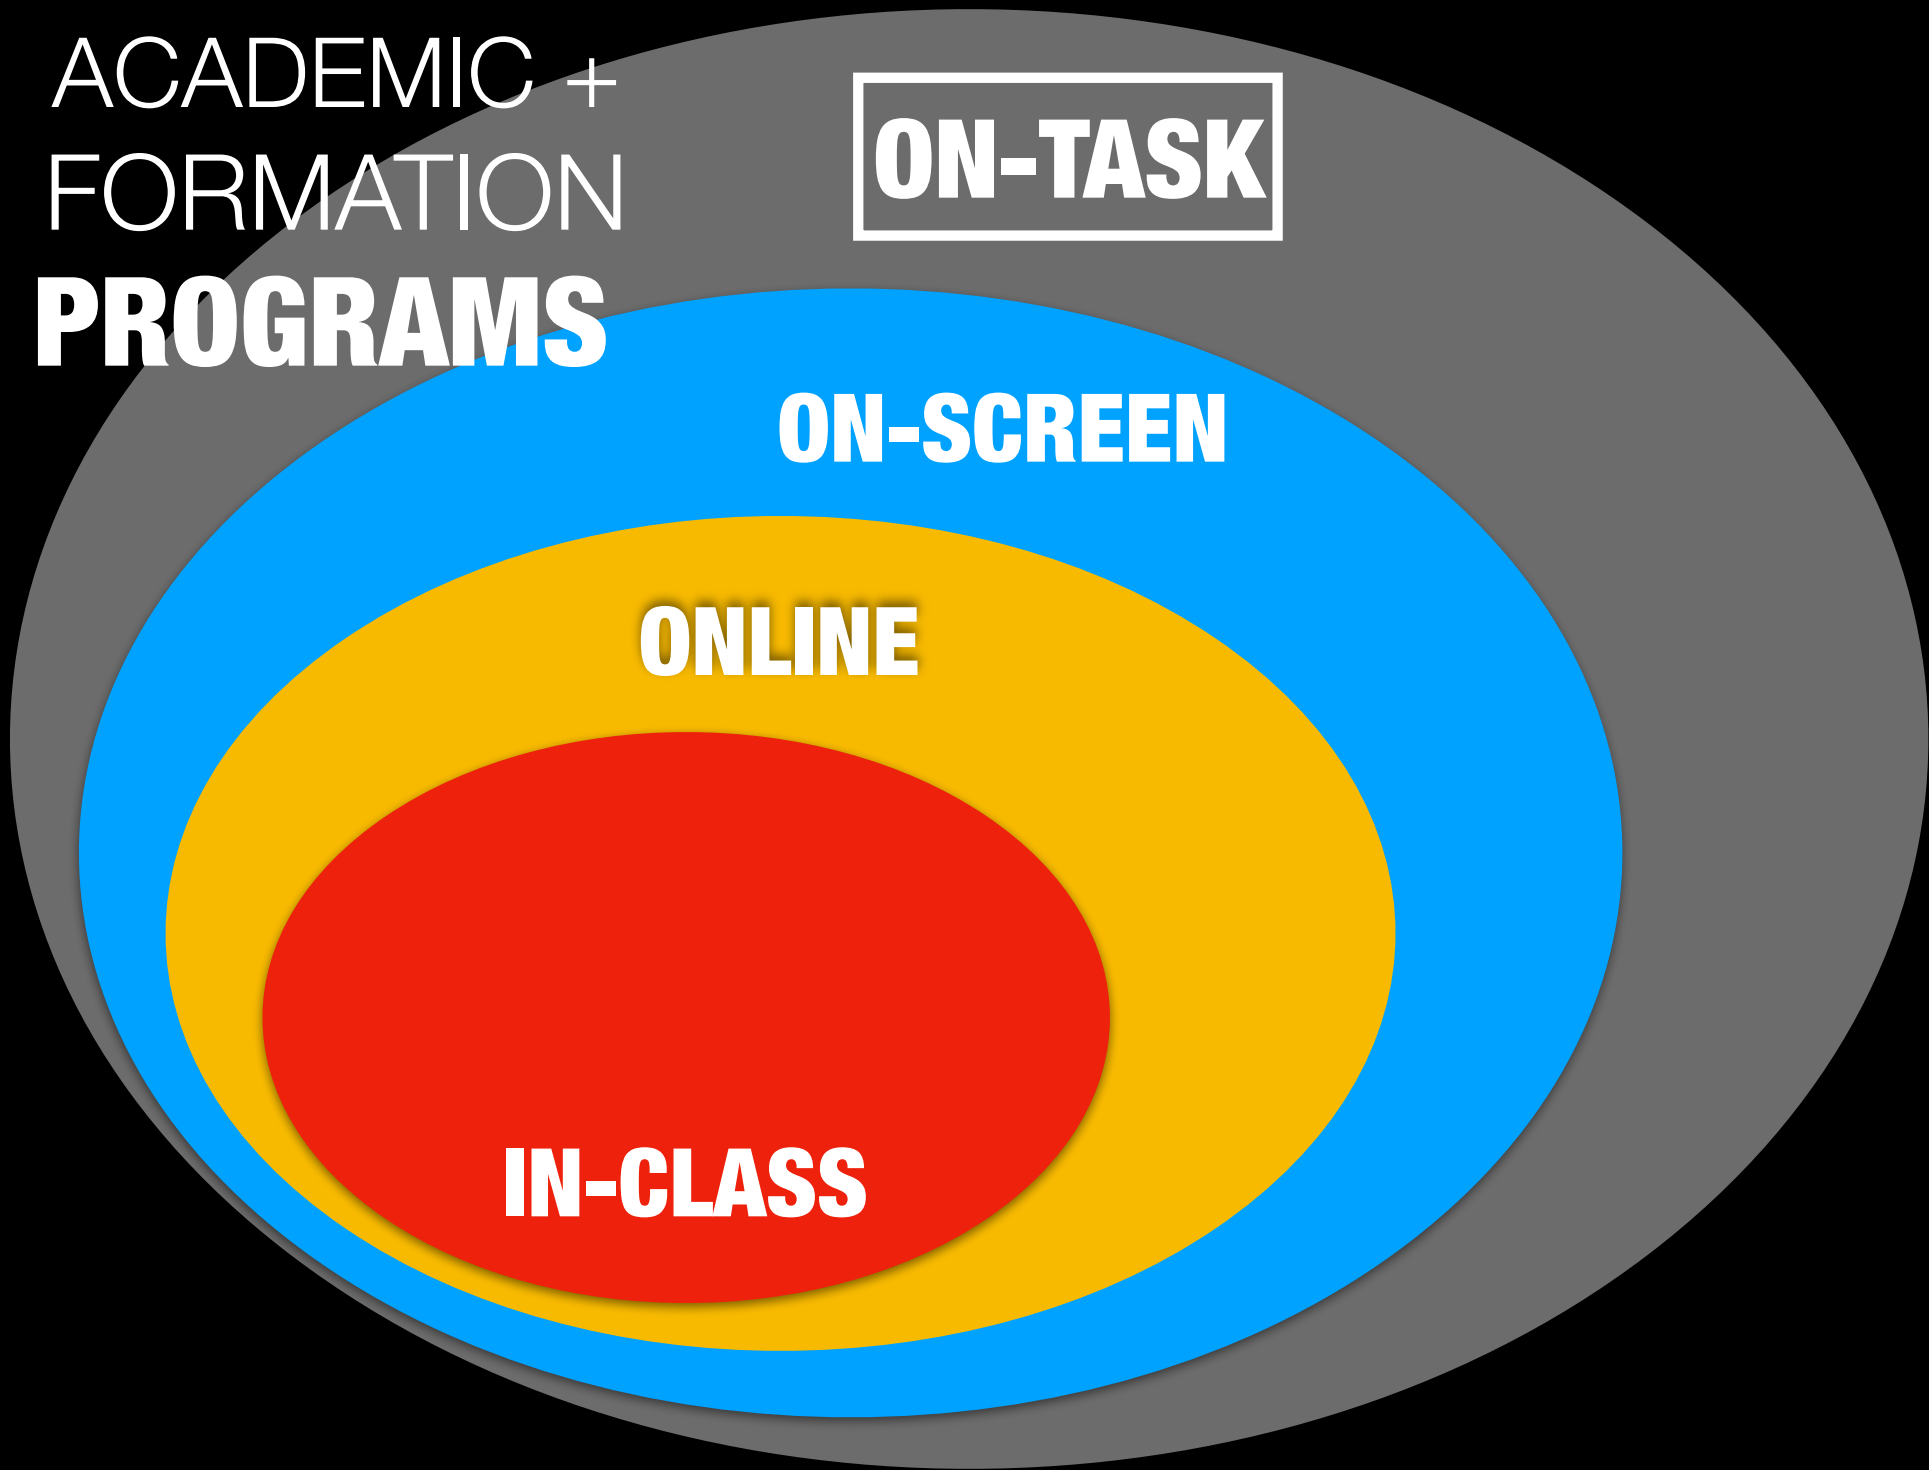 ACADEMIC +
FORMATION
PROGRAMS
ON-TASK
ON-SCREEN
ONLINE
IN-CLASS